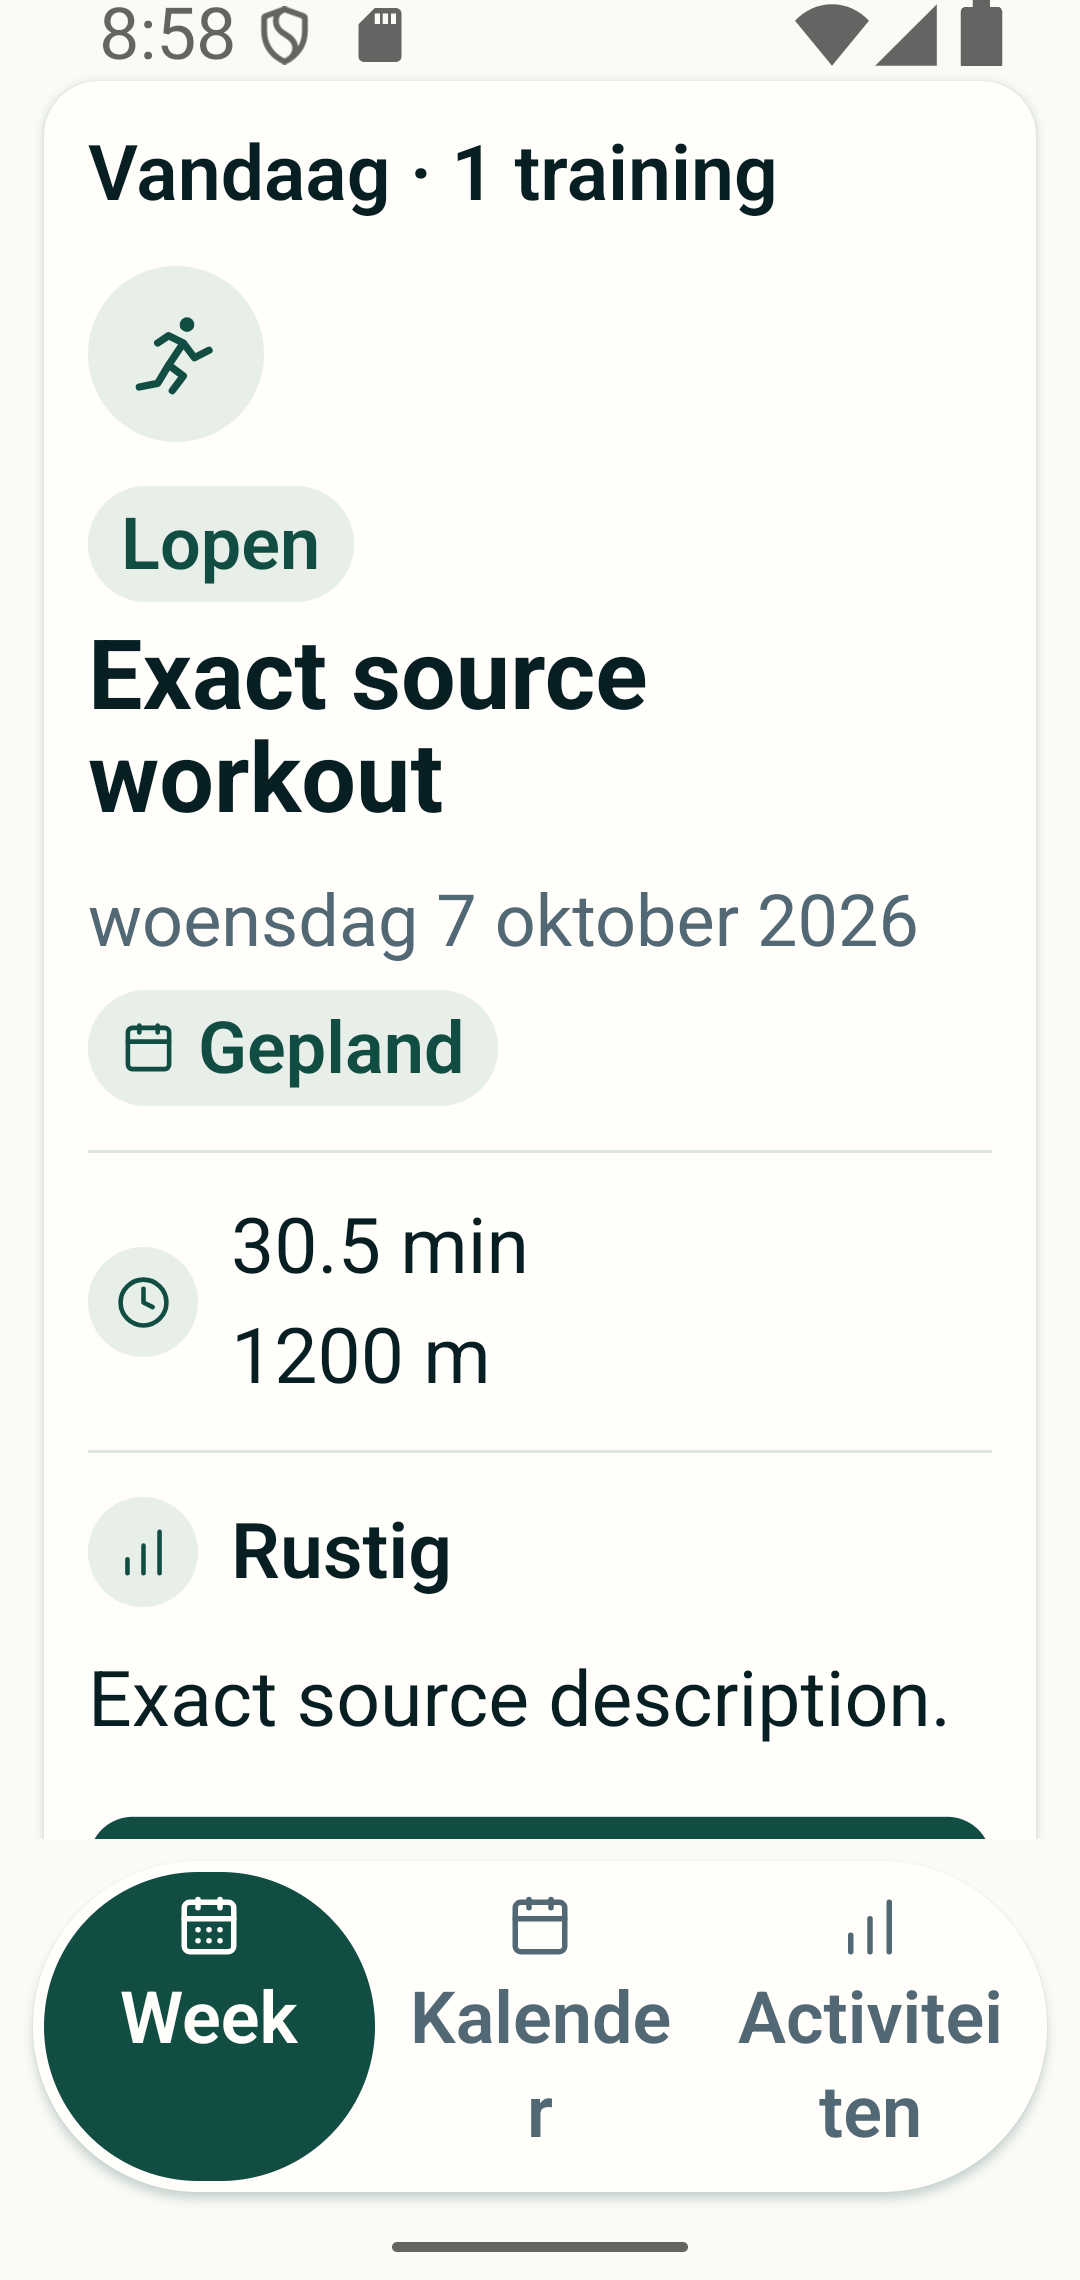 8:58
Vandaag · 1 training
Lopen
Exact source
workout
woensdag 7 oktober 2026
Gepland
30.5 min
1200 m
Rustig
Exact source description.
Week
Kalende
r
Activitei
ten